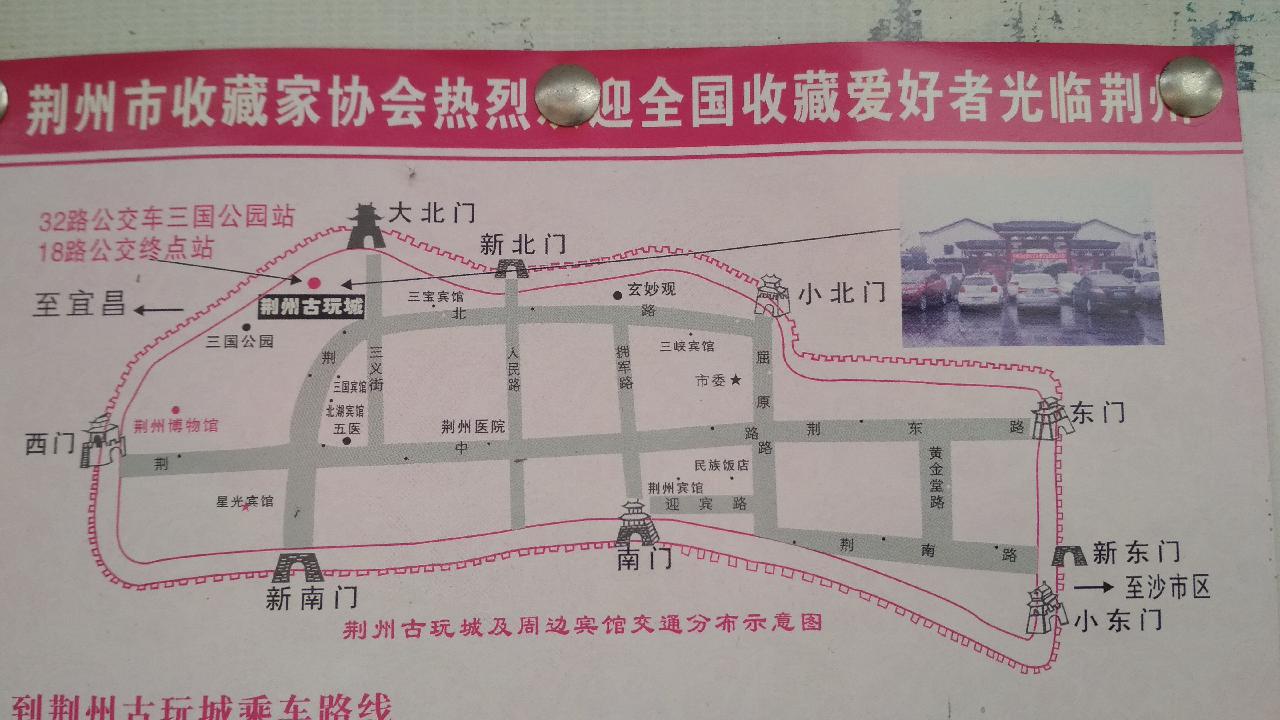 荆州市收藏家协会热烈 迎全国收藏爱好者光临荆州
32路公交车三国公园站
18路公交终点站
大北门
新北门
小北门
至宜昌
荆州古玩城
三宝宾馆
玄妙观
北路
三国公园
荆
三义街
人民路
拥军路
三峡宾馆
屈原路
市委
三国宾馆
北湖宾馆
五医
荆州博物馆
荆州医院
西门
东门
荆中路
荆东路
黄金堂路
民族饭店
荆州宾馆
迎宾路
星光宾馆
荆南路
南门
新南门
新东门
至沙市区
小东门
荆州古玩城及周边宾馆交通分布示意图
到荆州古玩城乘车路线